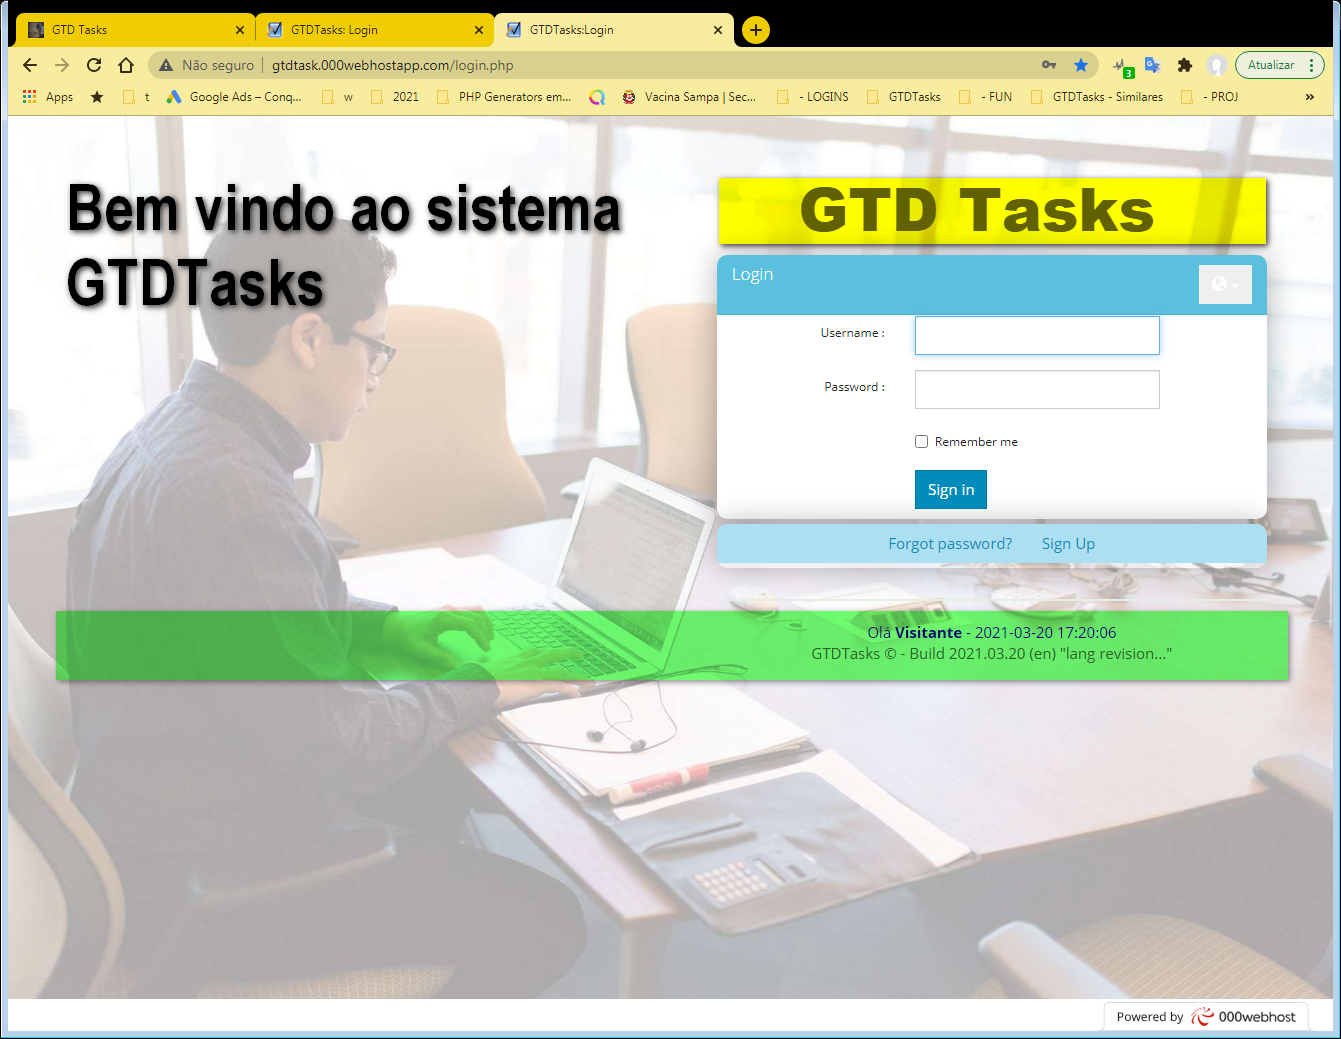 GTD Tasks
GTDTasks: Login
GTDTasks:Login
Não seguro
gtdtask.000webhostapp.com/login.php
3
Atualizar
Apps
t
Google Ads – Conq...
w
2021
PHP Generators em...
Vacina Sampa | Sec...
- LOGINS
GTDTasks
- FUN
GTDTasks - Similares
- PROJ
»
Bem vindo ao sistema
GTDTasks
GTD Tasks
Login
Username :
Password :
Remember me
Sign in
Forgot password?
Sign Up
Olá Visitante - 2021-03-20 17:20:06
GTDTasks © - Build 2021.03.20 (en) "lang revision..."
Powered by 000webhost